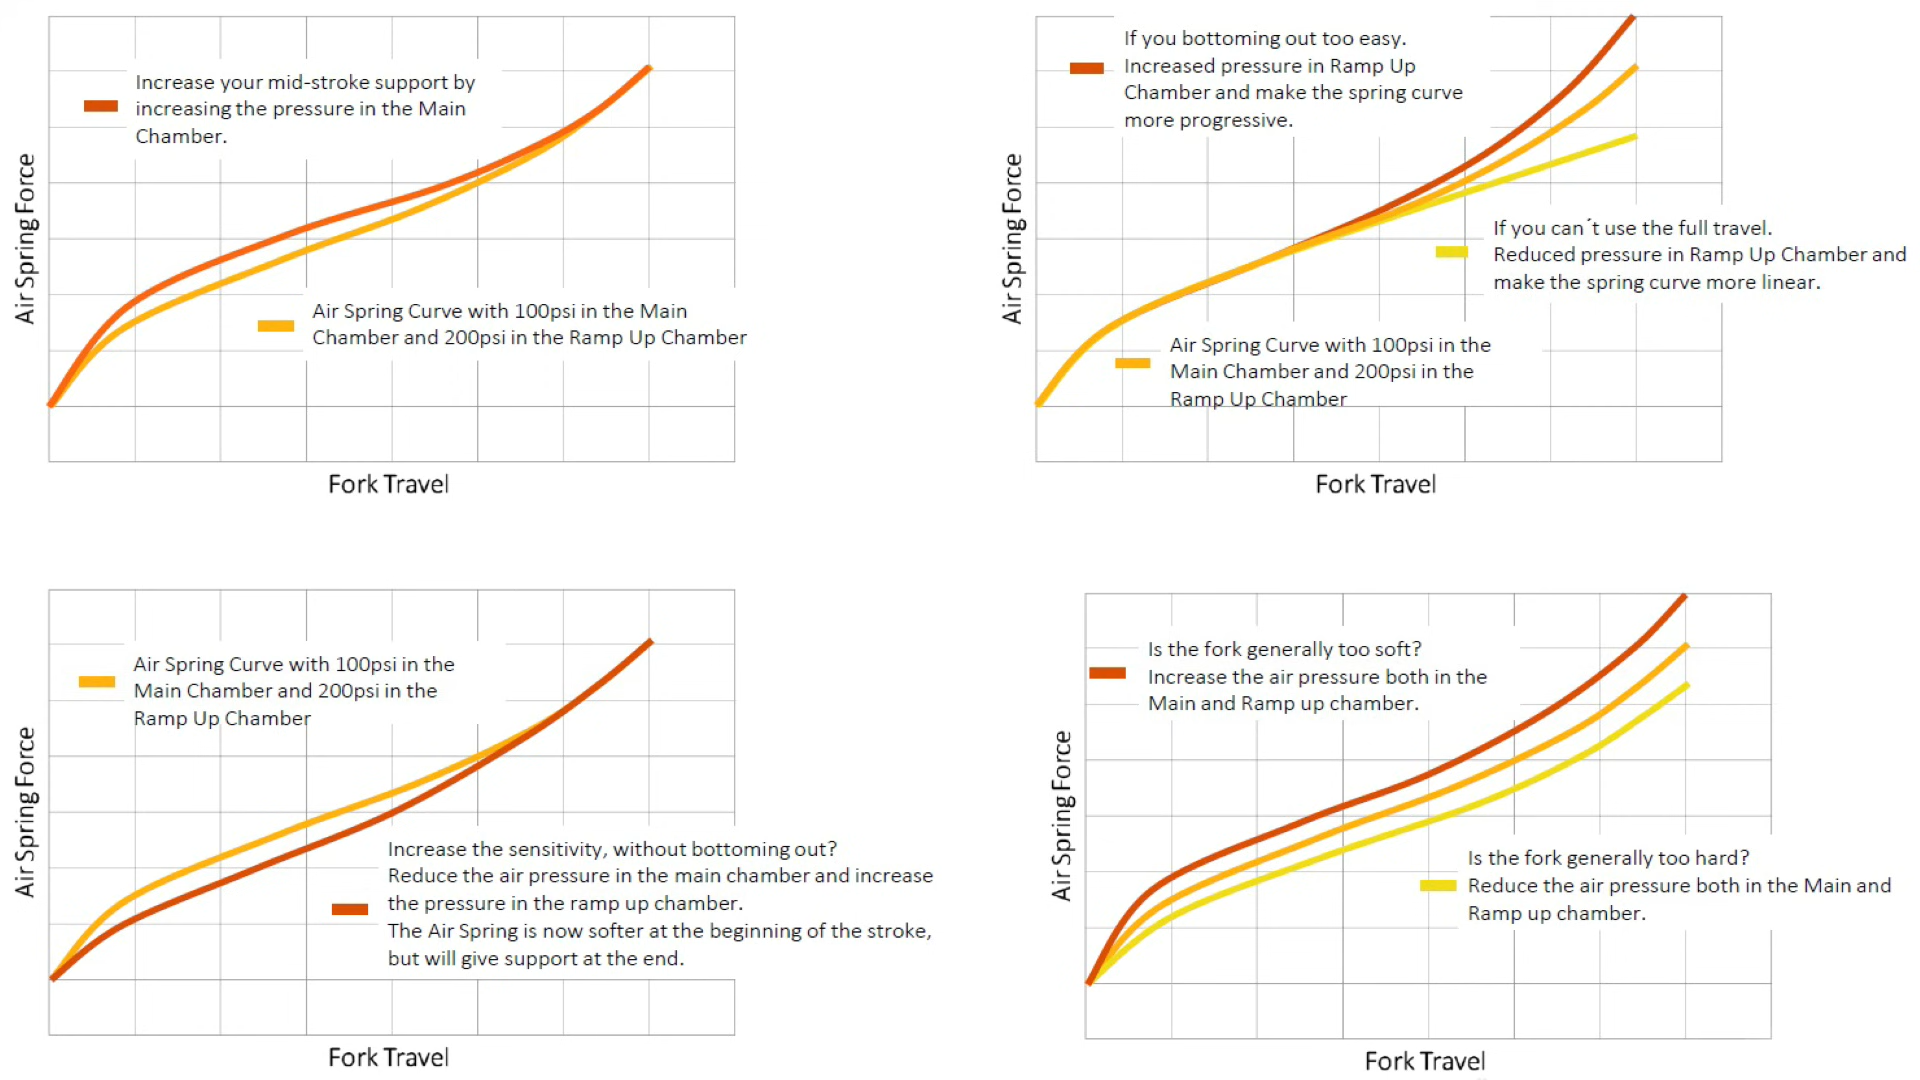 Increase your mid-stroke support by
increasing the pressure in the Main
Chamber.
Air Spring Curve with 100psi in the Main
Chamber and 200psi in the Ramp Up Chamber
Air Spring Force
Fork Travel
If you bottoming out too easy.
Increased pressure in Ramp Up
Chamber and make the spring curve
more progressive.
If you can´t use the full travel.
Reduced pressure in Ramp Up Chamber and
make the spring curve more linear.
Air Spring Curve with 100psi in the
Main Chamber and 200psi in the
Ramp Up Chamber
Air Spring Force
Fork Travel
Air Spring Curve with 100psi in the
Main Chamber and 200psi in the
Ramp Up Chamber
Increase the sensitivity, without bottoming out?
Reduce the air pressure in the main chamber and increase
the pressure in the ramp up chamber.
The Air Spring is now softer at the beginning of the stroke,
but will give support at the end.
Air Spring Force
Fork Travel
Is the fork generally too soft?
Increase the air pressure both in the
Main and Ramp up chamber.
Is the fork generally too hard?
Reduce the air pressure both in the Main and
Ramp up chamber.
Air Spring Force
Fork Travel